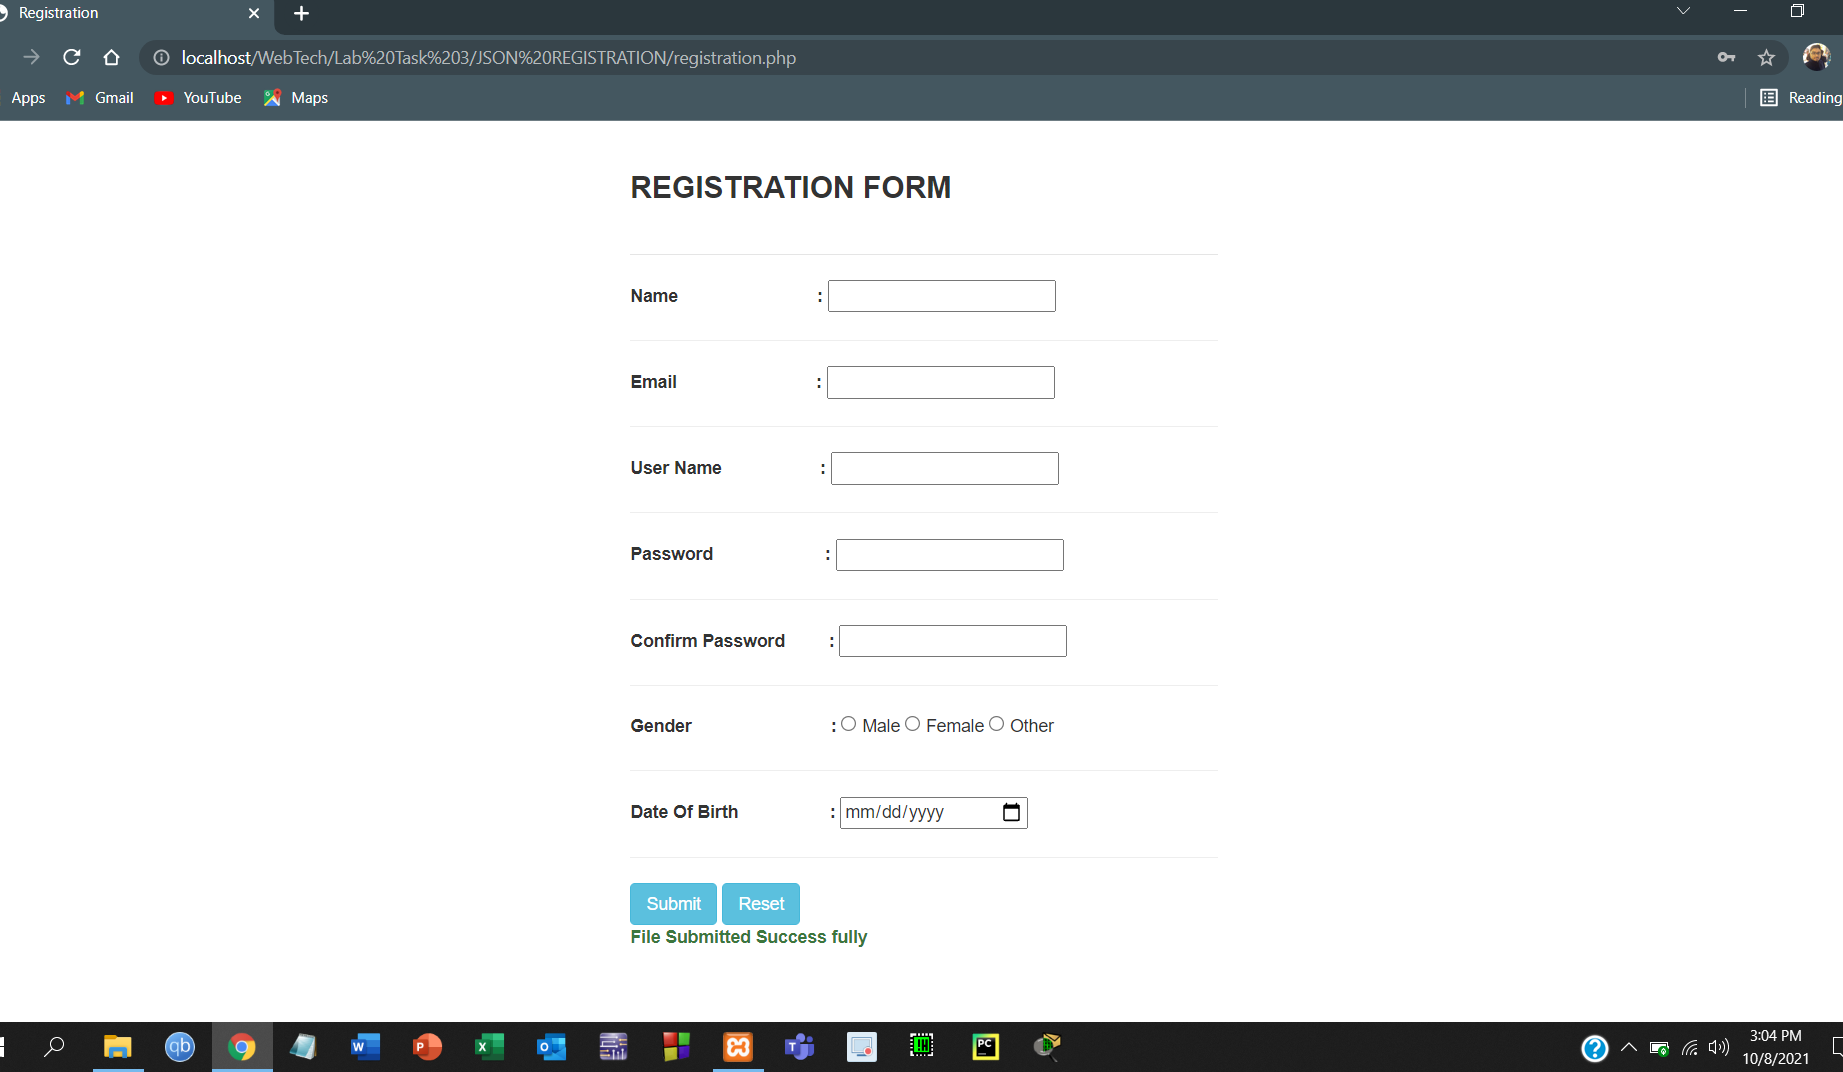 Registration
localhost/WebTech/Lab%20Task%203/JSON%20REGISTRATION/registration.php
Apps Gmail YouTube Maps Reading
REGISTRATION FORM
Name :
Email :
User Name :
Password :
Confirm Password :
Gender : Male Female Other
Date Of Birth : mm/dd/yyyy
Submit Reset
File Submitted Success fully
qb W P X O T PC ? 3:04 PM
10/8/2021